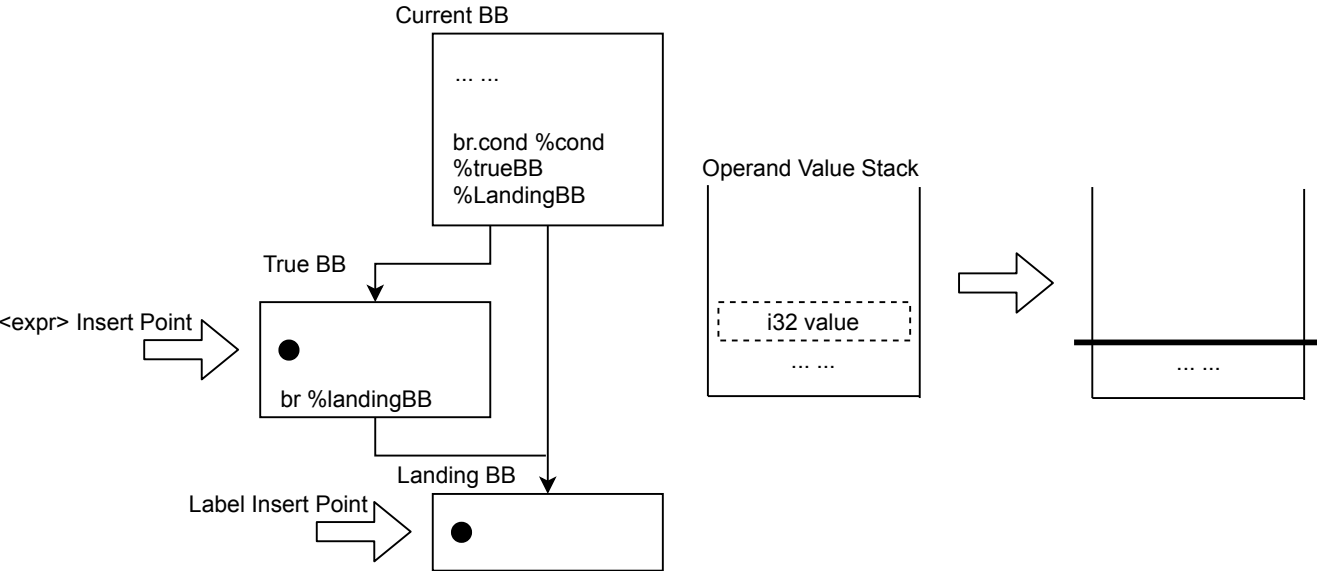 Current BB
... ...
br.cond %cond
%trueBB
%LandingBB
Operand Value Stack
True BB
<expr> Insert Point
i32 value
... ...
... ...
br %landingBB
Landing BB
Label Insert Point